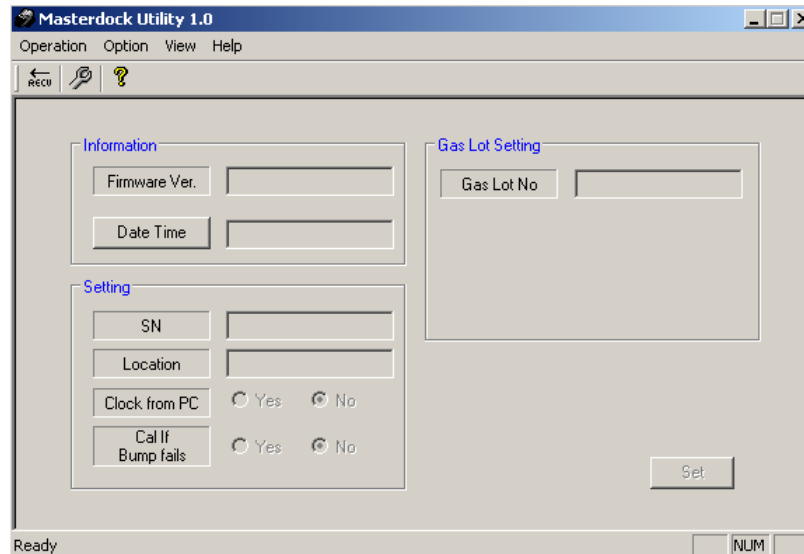 Masterdock Utility 1.0
Operation Option View Help
RECV
Information
Firmware Ver.
Date Time
Setting
SN
Location
Clock from PC Yes No
Cal If
Bump fails Yes No
Gas Lot Setting
Gas Lot No
Set
Ready NUM